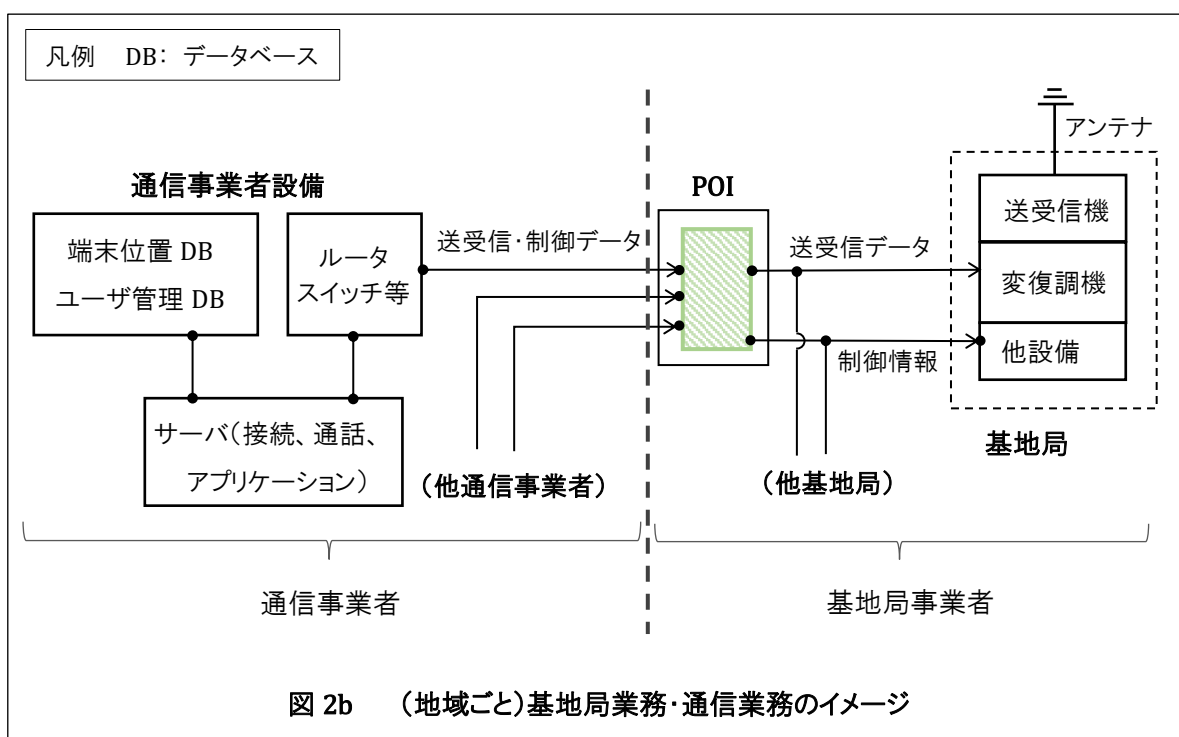 凡例 DB: データベース
アンテナ
通信事業者設備
POI
端末位置 DB
ユーザ管理 DB
ルータ
スイッチ等
送受信・制御データ
送受信データ
送受信機
変復調機
他設備
制御情報
サーバ(接続、通話、
アプリケーション)
(他通信事業者)
(他基地局)
基地局
通信事業者
基地局事業者
図 2b (地域ごと)基地局業務・通信業務のイメージ